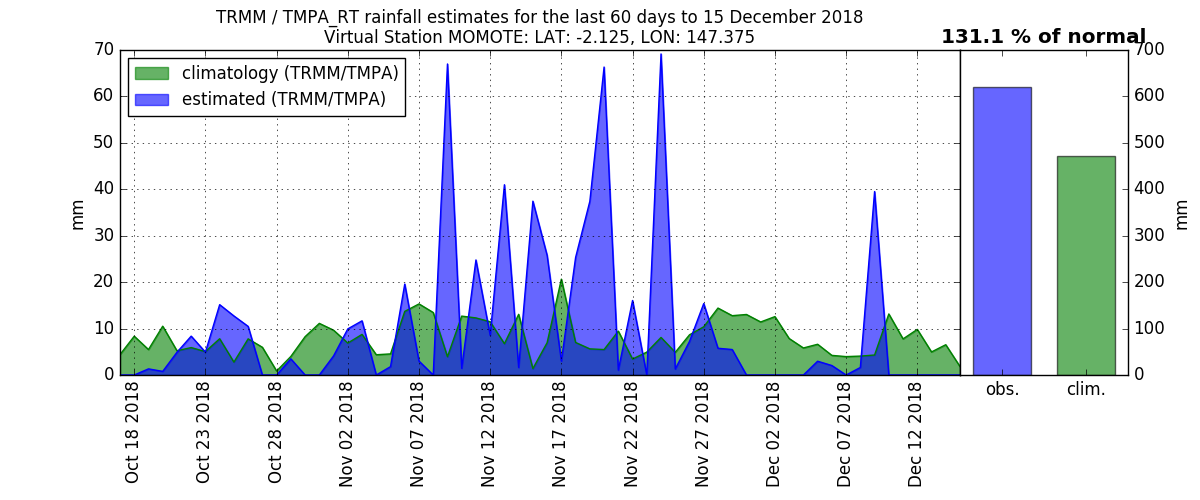 TRMM / TMPA_RT rainfall estimates for the last 60 days to 15 December 2018
Virtual Station MOMOTE: LAT: -2.125, LON: 147.375
131.1 % of normal
climatology (TRMM/TMPA)
estimated (TRMM/TMPA)
70
60
50
40
30
20
10
0
mm
Oct 18 2018
Oct 23 2018
Oct 28 2018
Nov 02 2018
Nov 07 2018
Nov 12 2018
Nov 17 2018
Nov 22 2018
Nov 27 2018
Dec 02 2018
Dec 07 2018
Dec 12 2018
700
600
500
400
300
200
100
0
mm
obs.
clim.